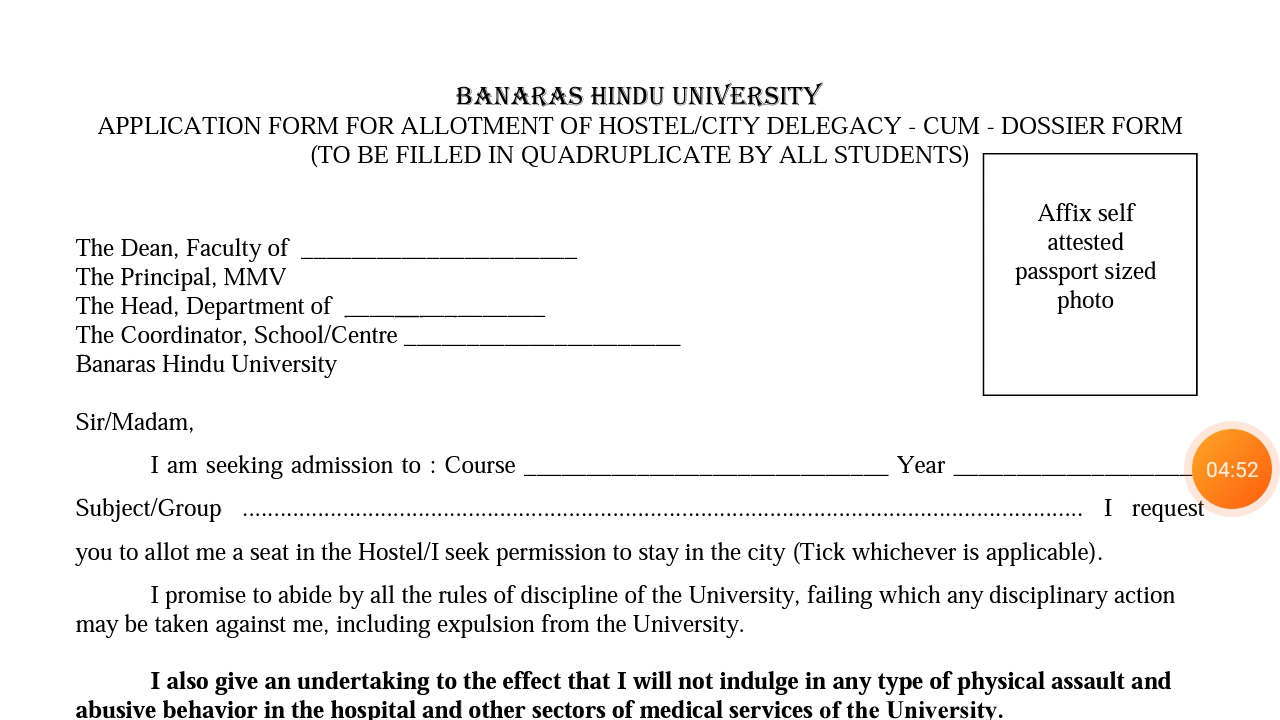 BANARAS HINDU UNIVERSITY
APPLICATION FORM FOR ALLOTMENT OF HOSTEL/CITY DELEGACY - CUM - DOSSIER FORM
(TO BE FILLED IN QUADRUPLICATE BY ALL STUDENTS)
Affix self
attested
passport sized
photo
The Dean, Faculty of ______________________
The Principal, MMV
The Head, Department of ________________
The Coordinator, School/Centre ______________________
Banaras Hindu University
Sir/Madam,
I am seeking admission to : Course _____________________________ Year ___________________
04:52
Subject/Group ........................................................................................................................................ I request
you to allot me a seat in the Hostel/I seek permission to stay in the city (Tick whichever is applicable).
I promise to abide by all the rules of discipline of the University, failing which any disciplinary action
may be taken against me, including expulsion from the University.
I also give an undertaking to the effect that I will not indulge in any type of physical assault and
abusive behavior in the hospital and other sectors of medical services of the University.